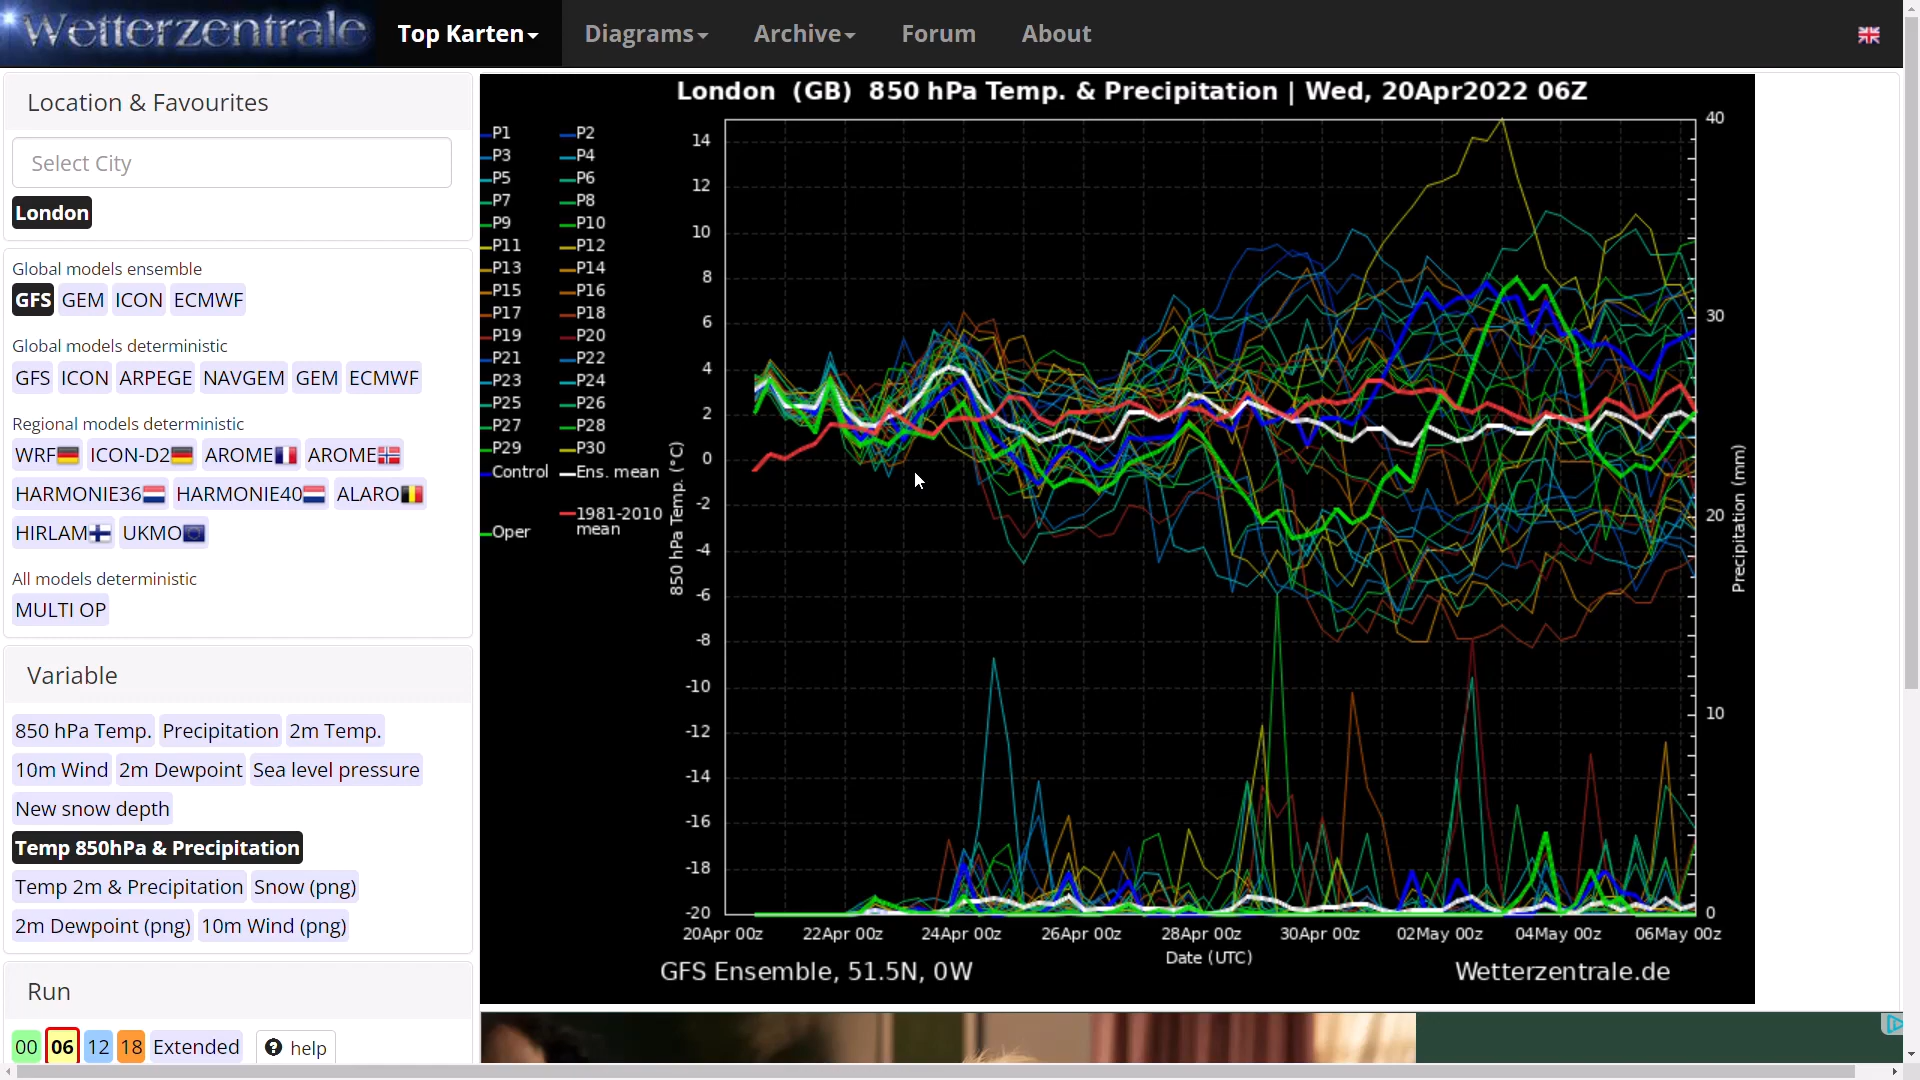 Wetterzentrale
Top Karten
Diagrams
Archive
Forum
About
Location & Favourites
Select City
London
Global models ensemble
GFS GEM ICON ECMWF
Global models deterministic
GFS ICON ARPEGE NAVGEM GEM ECMWF
Regional models deterministic
WRF ICON-D2 AROME AROME
HARMONIE36 HARMONIE40 ALARO
HIRLAM UKMO
All models deterministic
MULTI OP
Variable
850 hPa Temp. Precipitation 2m Temp.
10m Wind 2m Dewpoint Sea level pressure
New snow depth
Temp 850hPa & Precipitation
Temp 2m & Precipitation Snow (png)
2m Dewpoint (png) 10m Wind (png)
Run
00 06 12 18 Extended help
London (GB) 850 hPa Temp. & Precipitation | Wed, 20Apr2022 06Z
P1 P2
P3 P4
P5 P6
P7 P8
P9 P10
P11 P12
P13 P14
P15 P16
P17 P18
P19 P20
P21 P22
P23 P24
P25 P26
P27 P28
P29 P30
Control Ens. mean
Oper 1981-2010
mean
850 hPa Temp. (°C)
14
12
10
8
6
4
2
0
-2
-4
-6
-8
-10
-12
-14
-16
-18
-20
40
30
20
10
0
Precipitation (mm)
20Apr 00z 22Apr 00z 24Apr 00z 26Apr 00z 28Apr 00z 30Apr 00z 02May 00z 04May 00z 06May 00z
Date (UTC)
GFS Ensemble, 51.5N, 0W
Wetterzentrale.de